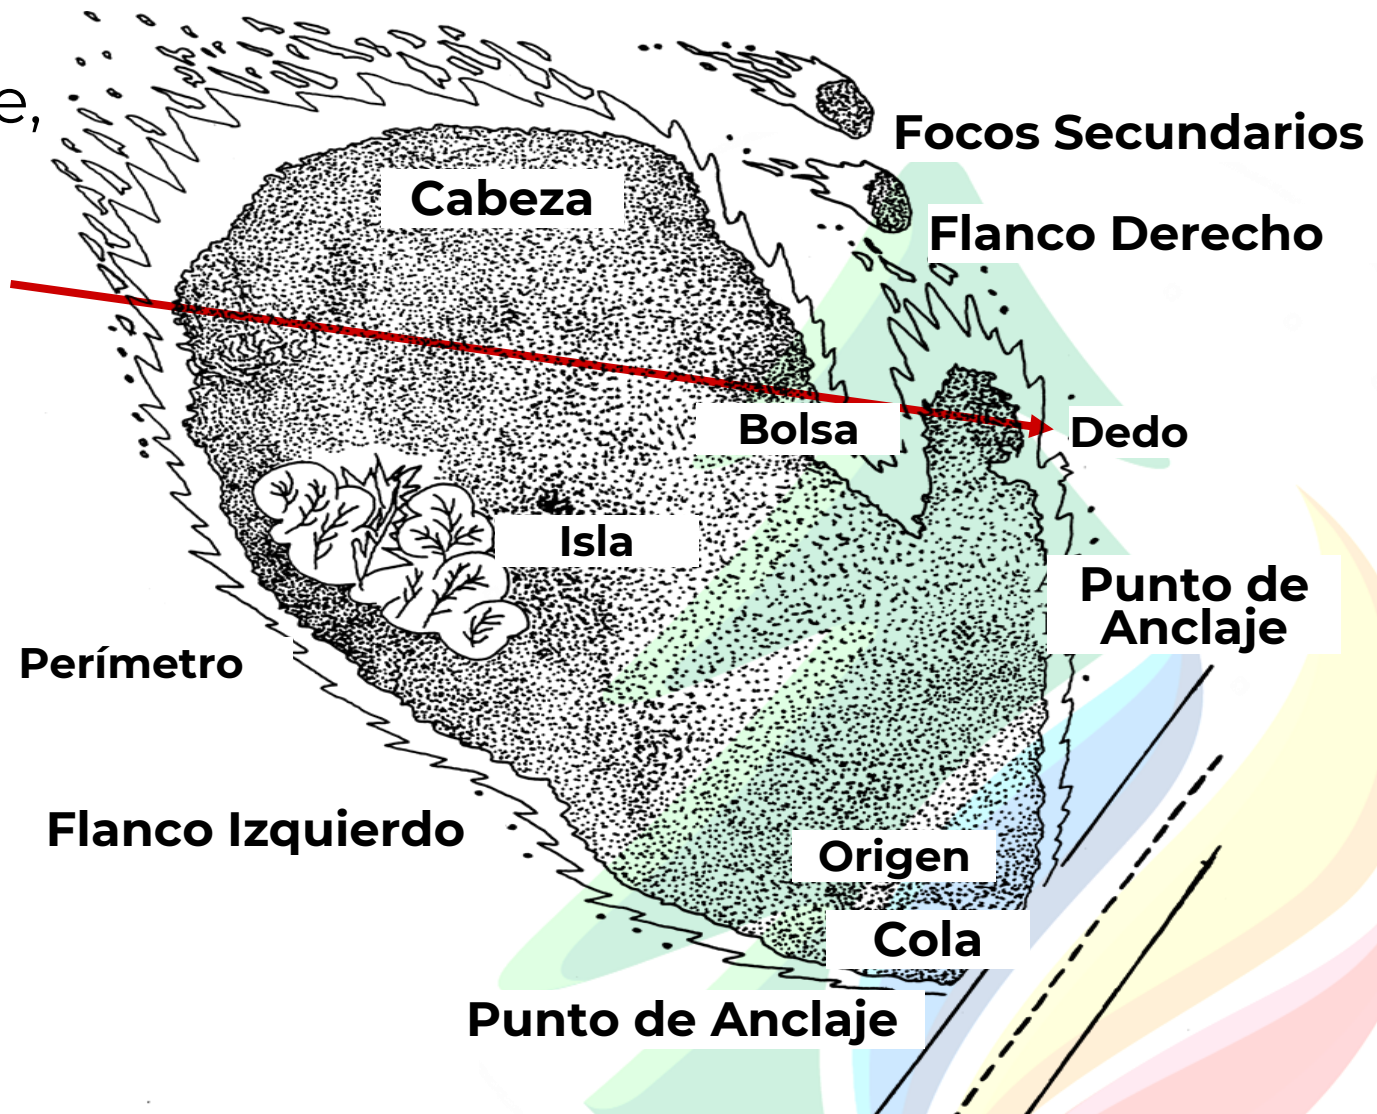 e,
Focos Secundarios
Cabeza
Flanco Derecho
Bolsa
Dedo
Isla
Punto de
Anclaje
Perímetro
Flanco Izquierdo
Origen
Cola
Punto de Anclaje